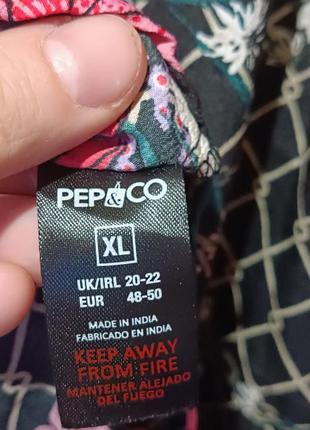 PEP&CO
XL
UK/IRL 20-22
EUR 48-50
MADE IN INDIA
FABRICADO EN INDIA
KEEP AWAY
FROM FIRE
MANTENER ALEJADO
DEL FUEGO